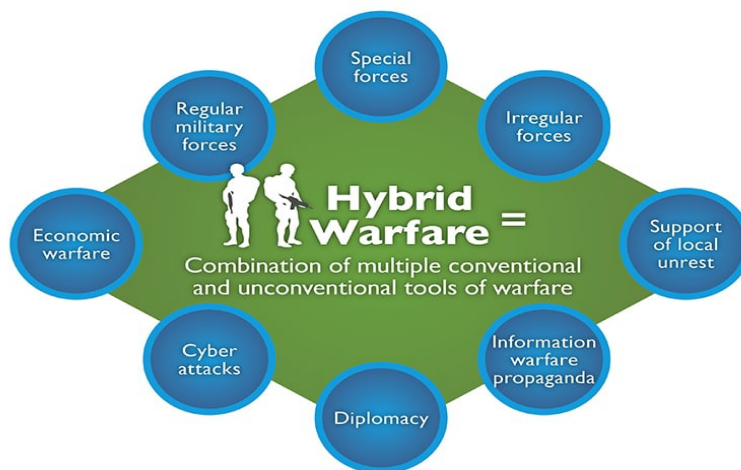 Special
forces
Regular
military
forces
Irregular
forces
Hybrid
Warfare =
Economic
warfare
Support
of local
unrest
Combination of multiple conventional
and unconventional tools of warfare
Cyber
attacks
Information
warfare
propaganda
Diplomacy